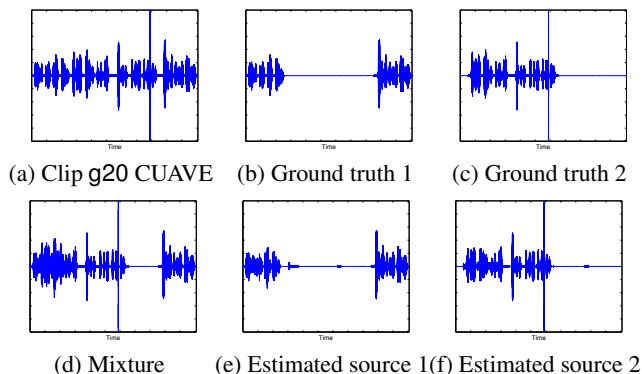 Time Time Time
(a) Clip g20 CUAVE (b) Ground truth 1 (c) Ground truth 2
Time Time Time
(d) Mixture (e) Estimated source 1 (f) Estimated source 2